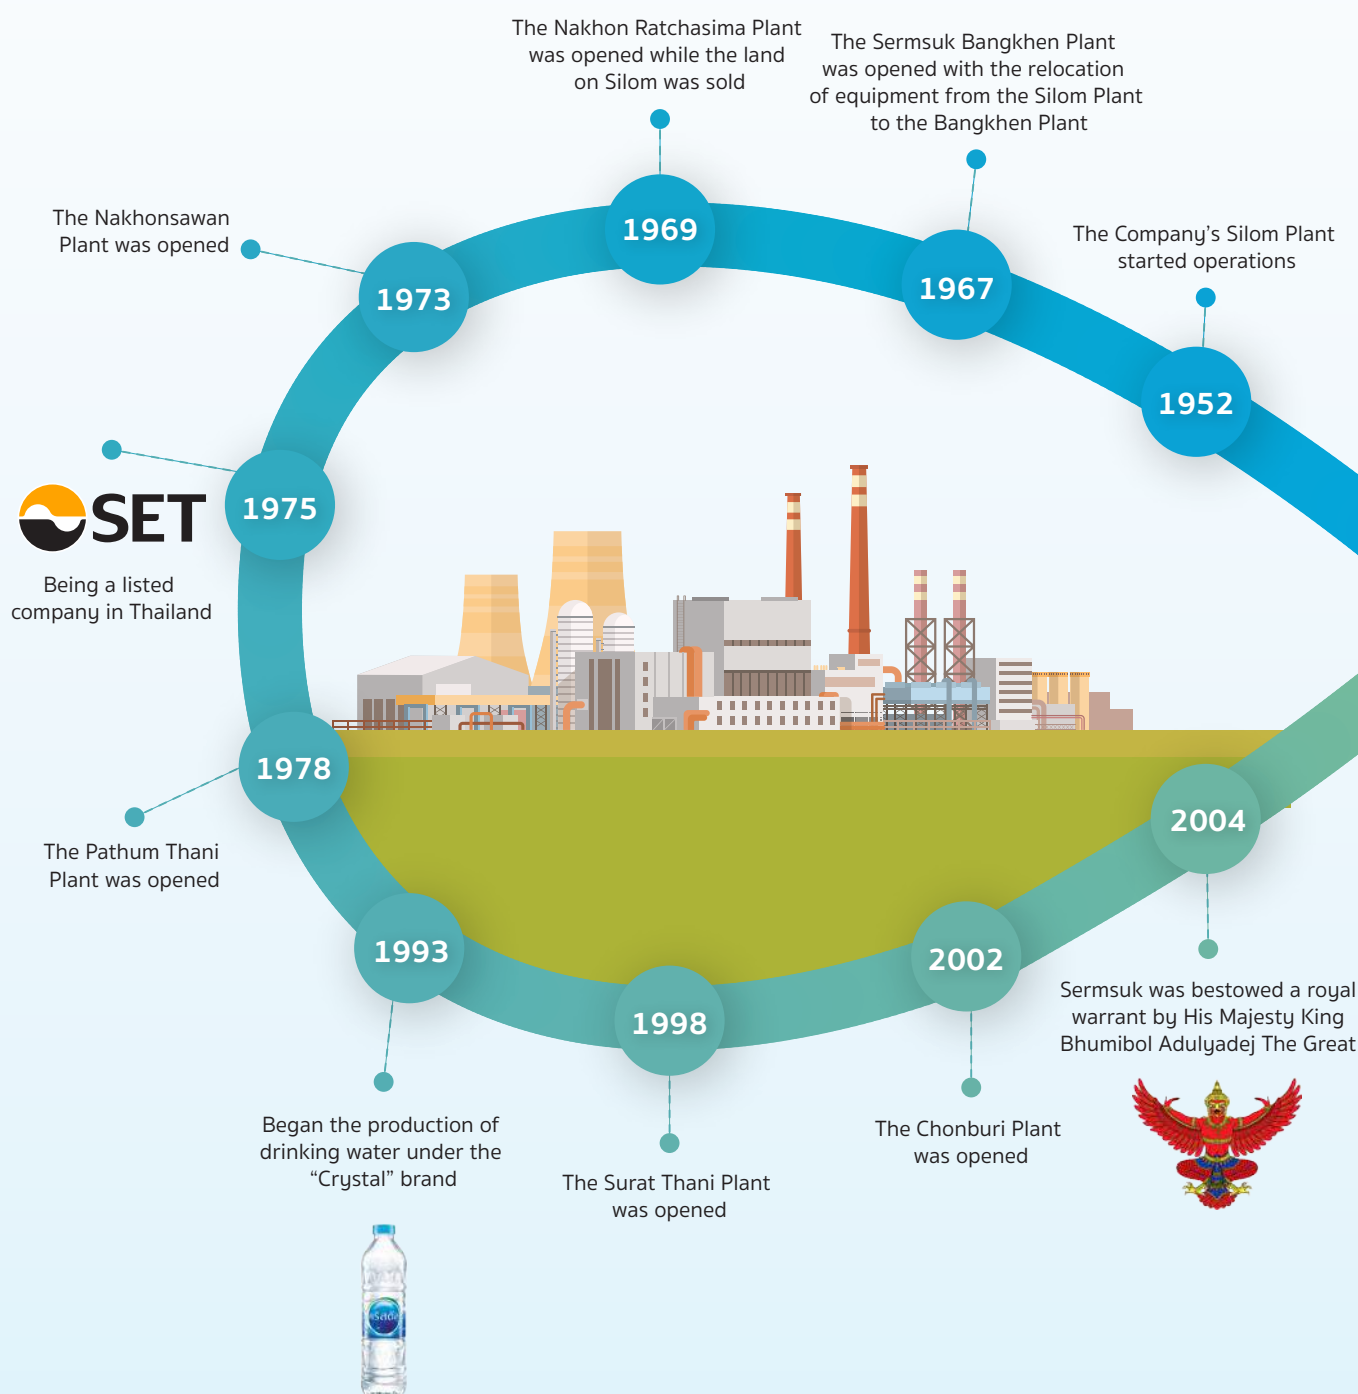 The Nakhon Ratchasima Plant
was opened while the land
on Silom was sold
The Sermsuk Bangkhen Plant
was opened with the relocation
of equipment from the Silom Plant
to the Bangkhen Plant
The Nakhonsawan
Plant was opened
1969
The Company's Silom Plant
started operations
1973
1967
1952
1975
SET
Being a listed
company in Thailand
1978
The Pathum Thani
Plant was opened
2004
1993
2002
1998
Sermsuk was bestowed a royal
warrant by His Majesty King
Bhumibol Adulyadej The Great
Began the production of
drinking water under the
“Crystal” brand
The Surat Thani Plant
was opened
The Chonburi Plant
was opened